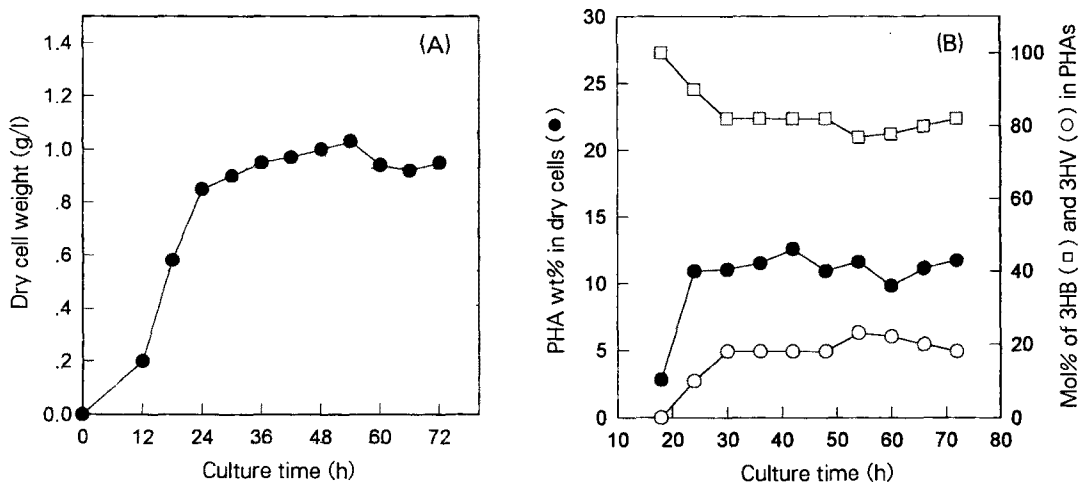 (A)
Dry cell weight (g/l)
1.4
1.2
1.0
.8
.6
.4
.2
0.0
0 12 24 36 48 60 72
Culture time (h)
(B)
PHA wt% in dry cells (●)
30
25
20
15
10
5
0
10 20 30 40 50 60 70 80
Culture time (h)
100
80
60
40
20
0
Mol% of 3HB (□) and 3HV (○) in PHAs